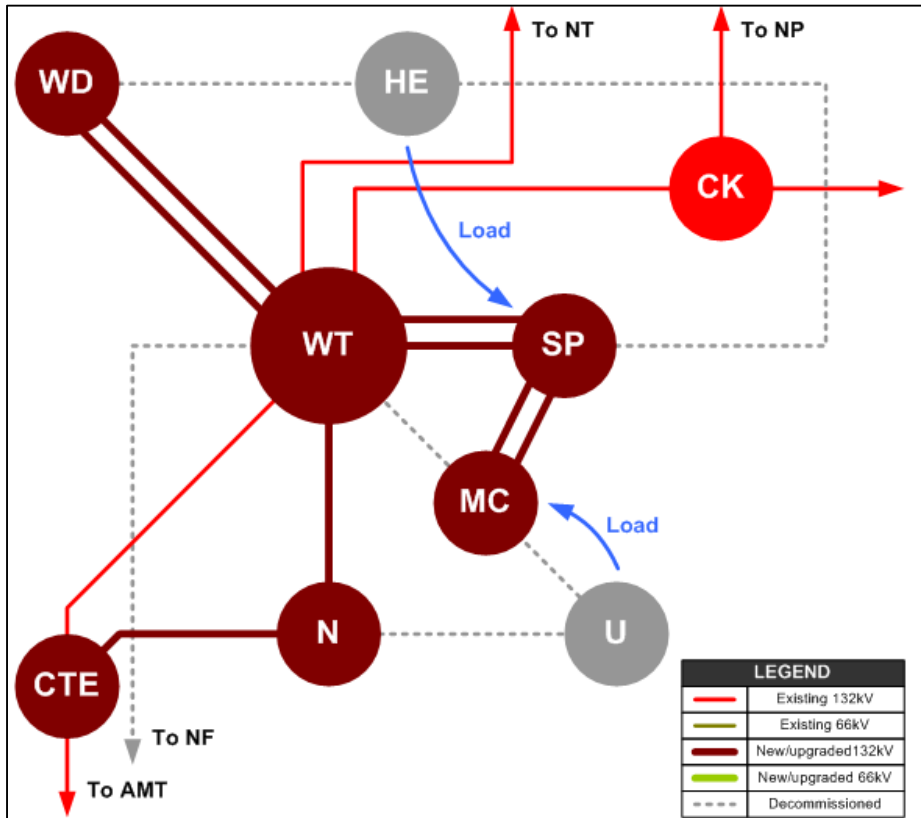 To NT
To NP
WD
HE
CK
Load
WT
SP
MC
Load
N
U
CTE
To NF
To AMT
LEGEND
Existing 132kV
Existing 66kV
New/upgraded132kV
New/upgraded 66kV
Decommissioned